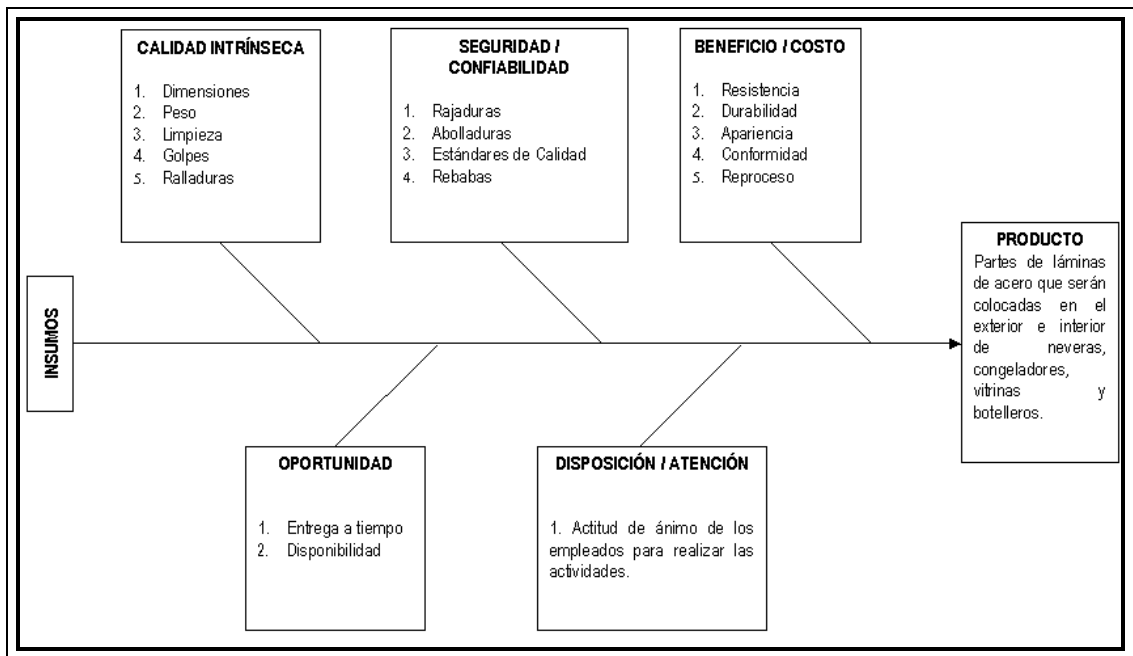 CALIDAD INTRÍNSECA
1. Dimensiones
2. Peso
3. Limpieza
4. Golpes
5. Ralladuras
SEGURIDAD /
CONFIABILIDAD
1. Rajaduras
2. Abolladuras
3. Estándares de Calidad
4. Rebabas
BENEFICIO / COSTO
1. Resistencia
2. Durabilidad
3. Apariencia
4. Conformidad
5. Reproceso
INSUMOS
PRODUCTO
Partes de láminas
de acero que serán
colocadas en el
exterior e interior
de neveras,
congeladores,
vitrinas y
botelleros.
OPORTUNIDAD
1. Entrega a tiempo
2. Disponibilidad
DISPOSICIÓN / ATENCIÓN
1. Actitud de ánimo de los
empleados para realizar las
actividades.